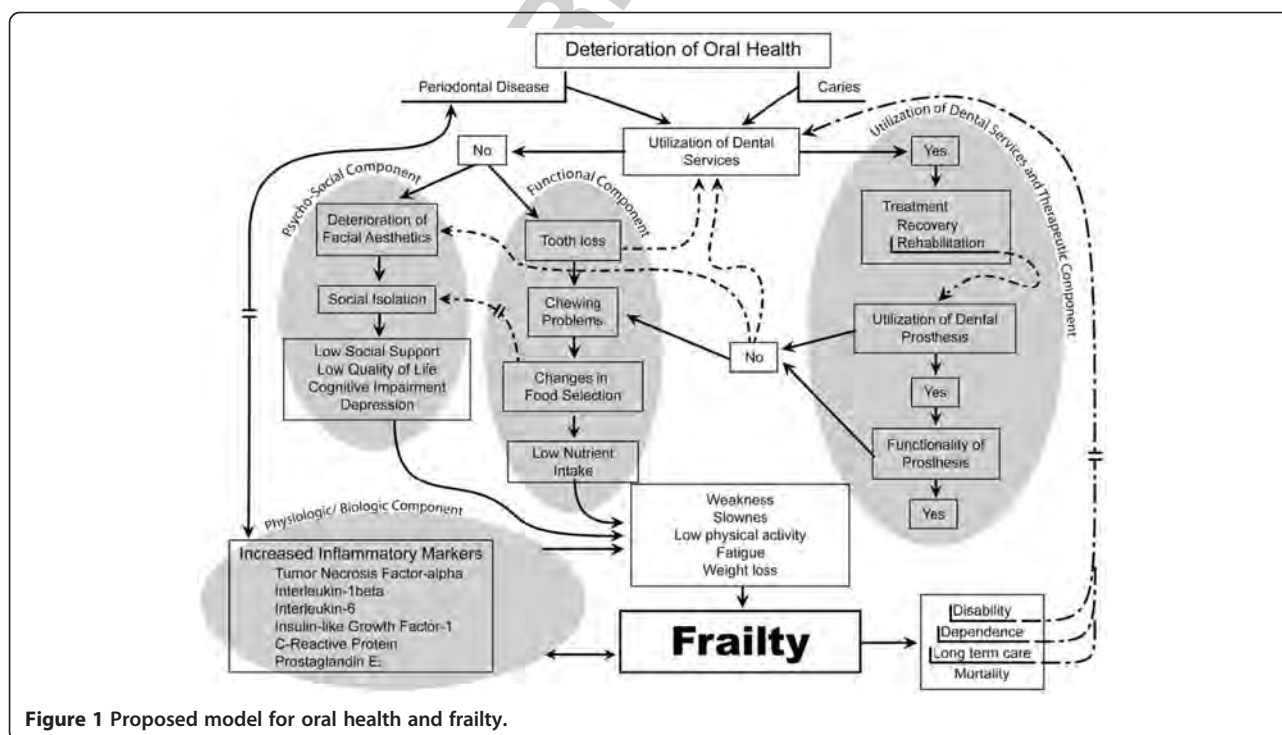 Deterioration of Oral Health
Periodontal Disease
Caries
Utilization of Dental
Services
No
Yes
Utilization of Dental Services and Therapeutic Component
Psycho-Social Component
Functional Component
Deterioration of
Facial Aesthetics
Tooth loss
Treatment
Recovery
Rehabilitation
Social Isolation
Chewing
Problems
Utilization of Dental
Prosthesis
No
Low Social Support
Low Quality of Life
Cognitive Impairment
Depression
Changes in
Food Selection
Yes
Low Nutrient
Intake
Functionality of
Prosthesis
Yes
Physiologic/ Biologic Component
Increased Inflammatory Markers
Tumor Necrosis Factor-alpha
Interleukin-1beta
Interleukin-6
Insulin-like Growth Factor-1
C-Reactive Protein
Prostaglandin E
Weakness
Slownes
Low physical activity
Fatigue
Weight loss
Frailty
Disability
Dependence
Long term care
Mortality
Figure 1 Proposed model for oral health and frailty.